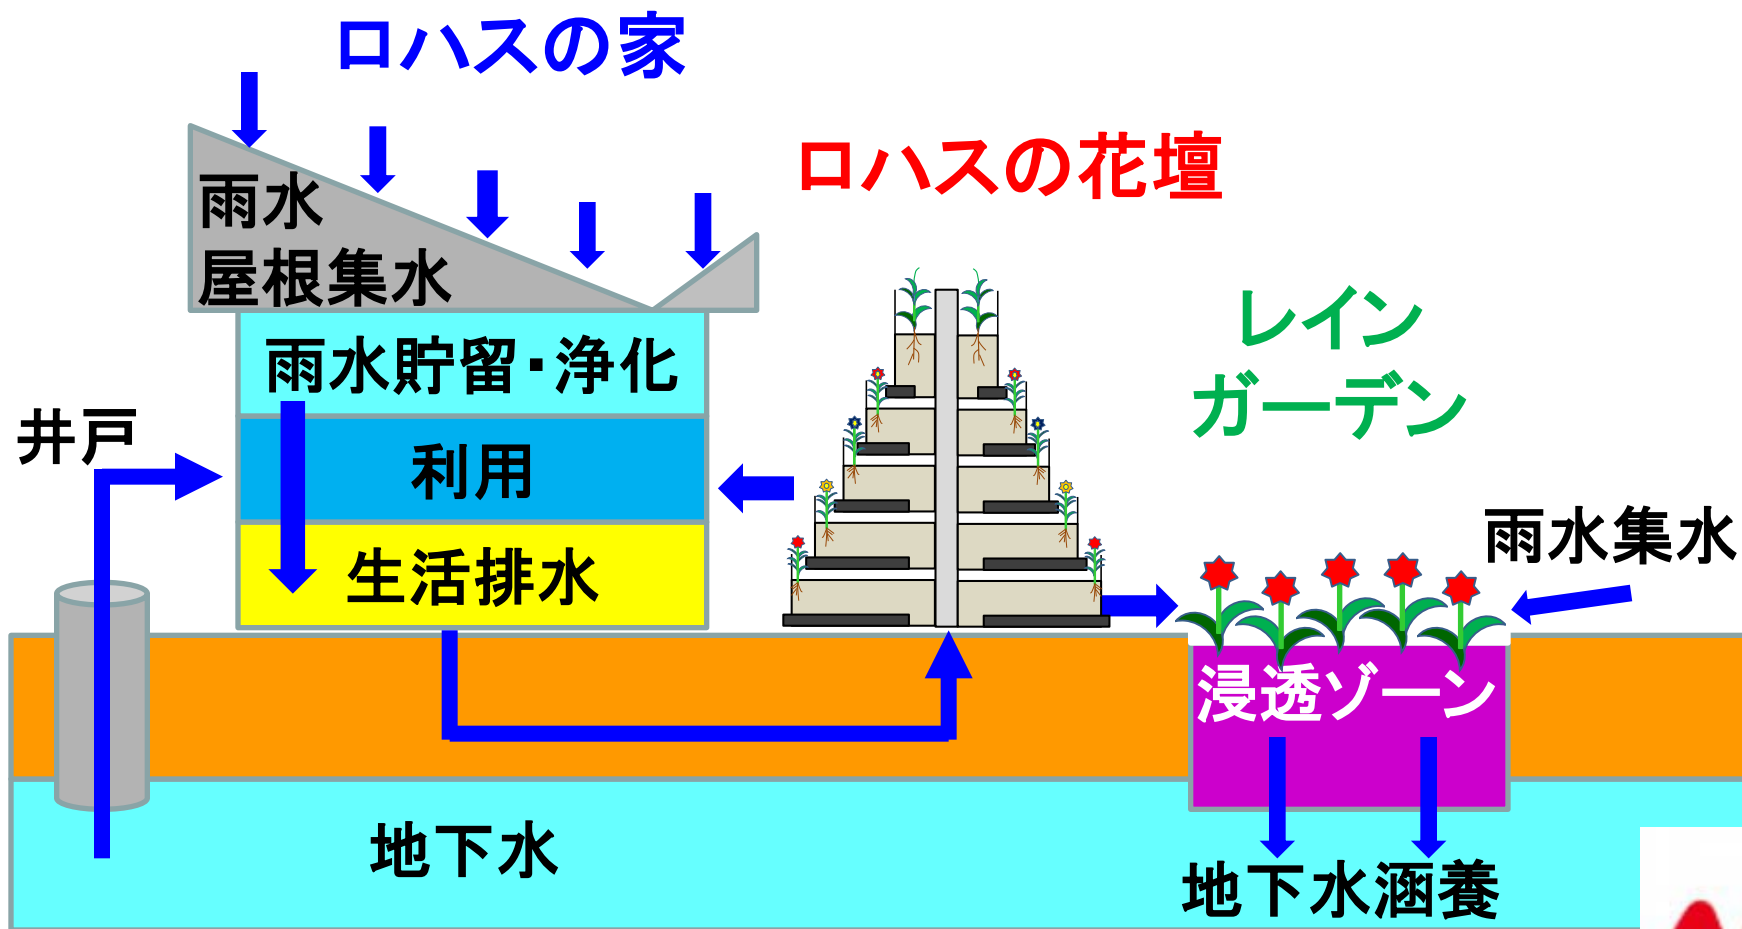 ロハスの家
ロハスの花壇
雨水
屋根集水
レイン
ガーデン
雨水貯留・浄化
井戸
利用
雨水集水
生活排水
浸透ゾーン
地下水
地下水涵養